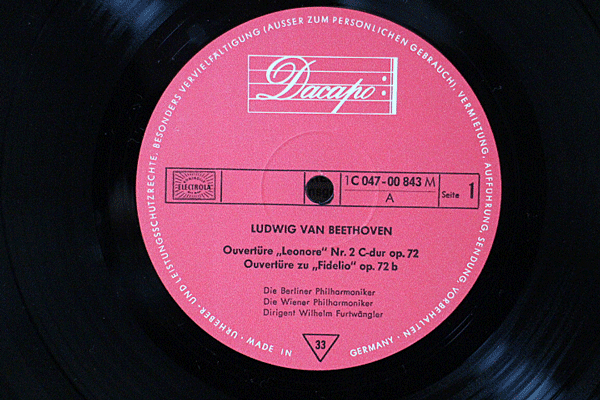 URHEBER- UND LEISTUNGSSCHUTZRECHTE, BESONDERS VERVIELFÄLTIGUNG (AUSSER ZUM PERSÖNLICHEN GEBRAUCH), VERMIETUNG, AUFFÜHRUNG, SENDUNG, VORBEHALTEN ·
Dacapo
ELECTROLA
1 C 047-00 843 M
A
Seite 1
LUDWIG VAN BEETHOVEN
Ouvertüre „Leonore“ Nr. 2 C-dur op. 72
Ouvertüre zu „Fidelio“ op. 72 b
Die Berliner Philharmoniker
Die Wiener Philharmoniker
Dirigent Wilhelm Furtwängler
33
MADE IN GERMANY ·